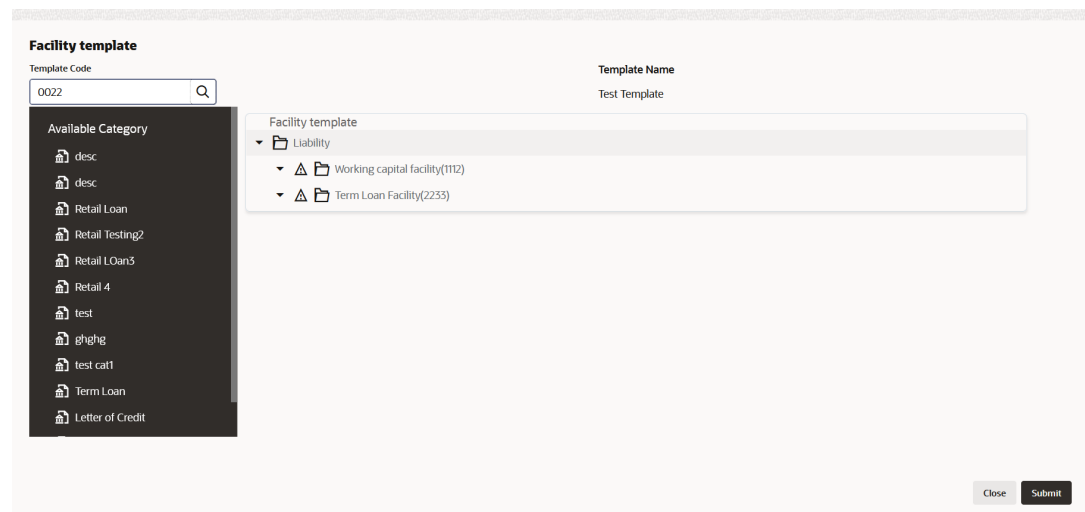 Facility template
Template Code
Template Name
0022
Test Template
Available Category
desc
desc
Retail Loan
Retail Testing2
Retail LOan3
Retail 4
test
ghghg
test cat1
Term Loan
Letter of Credit
Facility template
Liability
Working capital facility(1112)
Term Loan Facility(2233)
Close
Submit